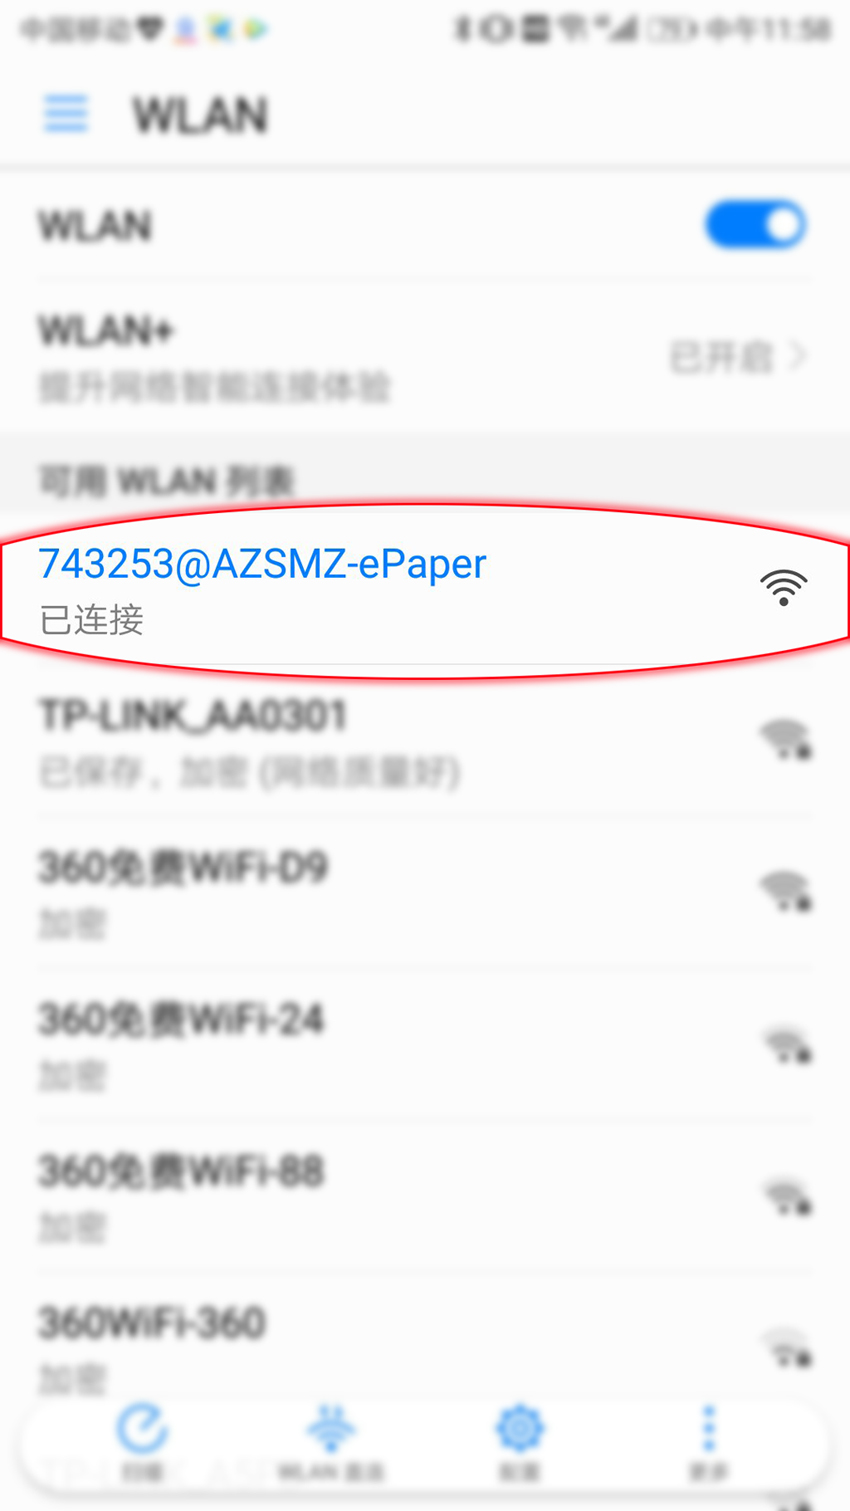 中国移动
中午11:58
WLAN
WLAN
WLAN+
提升网络智能连接体验
已开启
可用 WLAN 列表
743253@AZSMZ-ePaper
已连接
TP-LINK_AA0301
已保存，加密 (网络质量好)
360免费WiFi-D9
加密
360免费WiFi-24
加密
360免费WiFi-88
加密
360WiFi-360
加密
扫描
WLAN 直连
配置
更多